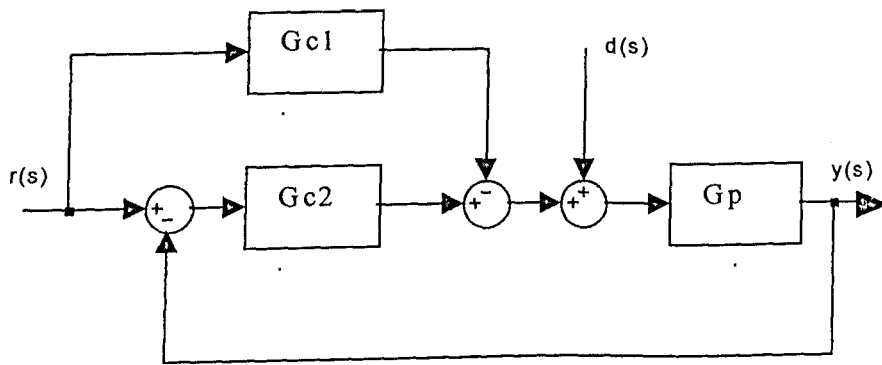 Gc1
d(s)
r(s)
+
-
Gc2
+
-
+
+
Gp
y(s)